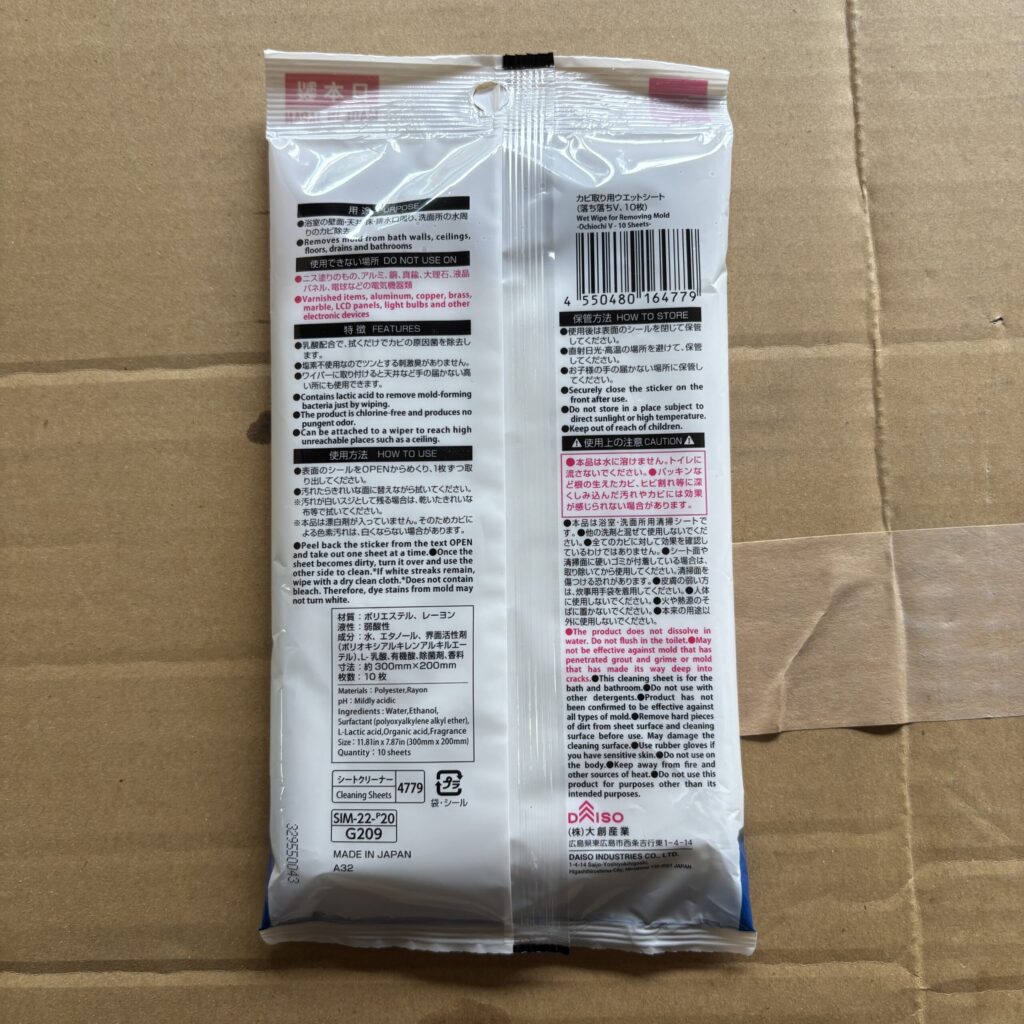 日本製
MADE IN JAPAN
用途 PURPOSE
●浴室の壁面・天井・床・排水口周り、洗面所の水周
りのカビ除去
●Removes mold from bath walls, ceilings,
floors, drains and bathrooms
使用できない場所 DO NOT USE ON
●ニス塗りのもの、アルミ、銅、真鍮、大理石、液晶
パネル、電球などの電気機器類
●Varnished items, aluminum, copper, brass,
marble, LCD panels, light bulbs and other
electronic devices
特徴 FEATURES
●乳酸配合で、拭くだけでカビの原因菌を除去し
ます。
●塩素不使用なのでツンとする刺激臭がありません。
●ワイパーに取り付けると天井など手の届かない高
い所にも使用できます。
●Contains lactic acid to remove mold-forming
bacteria just by wiping.
●The product is chlorine-free and produces no
pungent odor.
●Can be attached to a wiper to reach high
unreachable places such as a ceiling.
使用方法 HOW TO USE
●表面のシールをOPENからめくり、1枚ずつ取
り出してください。
●汚れたらきれいな面に替えながら拭いてください。
※汚れが白いスジとして残る場合は、乾いたきれいな
布等で拭いてください。
※本品は漂白剤が入っていません。そのためカビに
よる色素汚れは、白くならない場合があります。
●Peel back the sticker from the text OPEN
and take out one sheet at a time.●Once the
sheet becomes dirty, turn it over and use the
other side to clean.*If white streaks remain,
wipe with a dry clean cloth.*Does not contain
bleach. Therefore, dye stains from mold may
not turn white.
材質：ポリエステル、レーヨン
液性：弱酸性
成分：水、エタノール、界面活性剤
(ポリオキシアルキレンアルキルエー
テル)、L-乳酸、有機酸、除菌剤、香料
寸法：約300mm×200mm
枚数：10枚
Materials：Polyester,Rayon
pH：Mildly acidic
Ingredients：Water,Ethanol,
Surfactant (polyoxyalkylene alkyl ether),
L-Lactic acid,Organic acid,Fragrance
Size：11.81in x 7.87in (300mm x 200mm)
Quantity：10 sheets
シートクリーナー
Cleaning Sheets
4779
プラ
袋・シール
SIM-22-P20
G209
MADE IN JAPAN
A32
329550043
カビ取り用ウエットシート
(落ち落ちV、10枚)
Wet Wipe for Removing Mold
-Ochiochi V - 10 Sheets-
4 550480 164779
保管方法 HOW TO STORE
●使用後は表面のシールを閉じて保管
してください。
●直射日光・高温の場所を避けて、保管
してください。
●お子様の手の届かない場所に保管し
てください。
●Securely close the sticker on the
front after use.
●Do not store in a place subject to
direct sunlight or high temperature.
●Keep out of reach of children.
使用上の注意 CAUTION
●本品は水に溶けません。トイレに
流さないでください。●パッキンな
ど根の生えたカビ、ヒビ割れ等に深
くしみ込んだ汚れやカビには効果
が感じられない場合があります。
●本品は浴室・洗面所用清掃シートで
す。●他の洗剤と混ぜて使用しないでくだ
さい。●全てのカビに対して効果を確認し
ているわけではありません。●シート面や
清掃面に硬いゴミが付着している場合は、
取り除いてから使用してください。清掃面を
傷つける恐れがあります。●皮膚の弱い方
は、炊事用手袋を着用してください。●人体
に使用しないでください。●火や熱源のそ
ばに置かないでください。●本来の用途以
外に使用しないでください。
●The product does not dissolve in
water. Do not flush in the toilet.●May
not be effective against mold that has
penetrated grout and grime or mold
that has made its way deep into
cracks.●This cleaning sheet is for the
bath and bathroom.●Do not use with
other detergents.●Product has not
been confirmed to be effective against
all types of mold.●Remove hard pieces
of dirt from sheet surface and cleaning
surface before use. May damage the
cleaning surface.●Use rubber gloves if
you have sensitive skin.●Do not use on
the body.●Keep away from fire and
other sources of heat.●Do not use this
product for purposes other than its
intended purposes.
DAISO
(株)大創産業
広島県東広島市西条吉行東1-4-14
DAISO INDUSTRIES CO., LTD.
1-4-14 Saijo-Yoshiyukihigashi,
Higashihiroshima-City, Hiroshima 739-8501 JAPAN